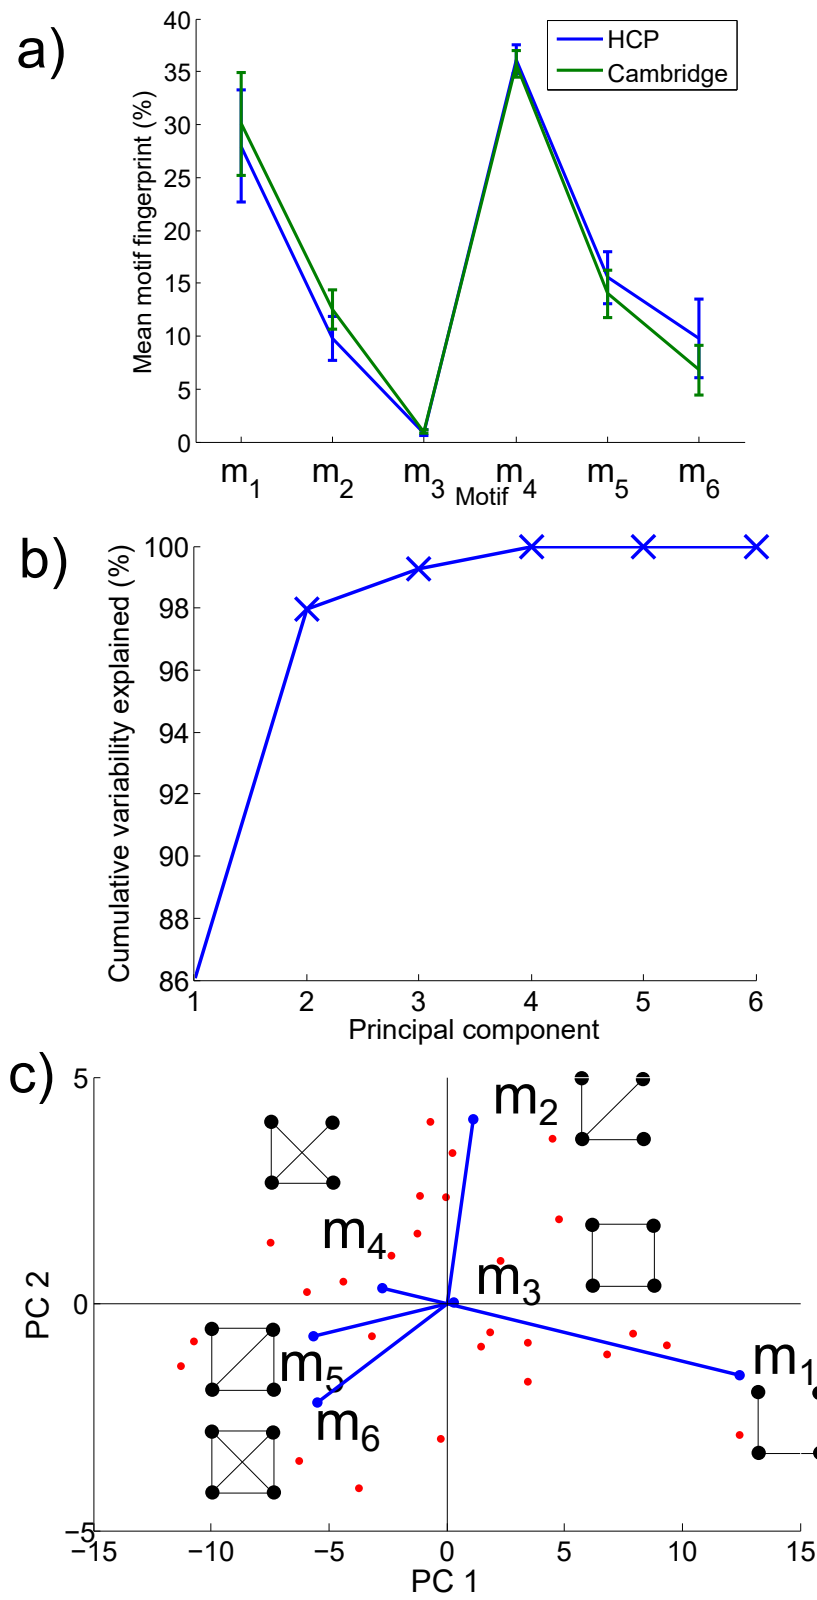 a)
40
35
30
25
20
15
10
5
0
Mean motif fingerprint (%)
HCP
Cambridge
m1 m2 m3 m4 m5 m6
Motif
b)
100
98
96
94
92
90
88
86
Cumulative variability explained (%)
1 2 3 4 5 6
Principal component
c)
5
0
−5
PC 2
m2
m4
m3
m5
m1
m6
−15 −10 −5 0 5 10 15
PC 1